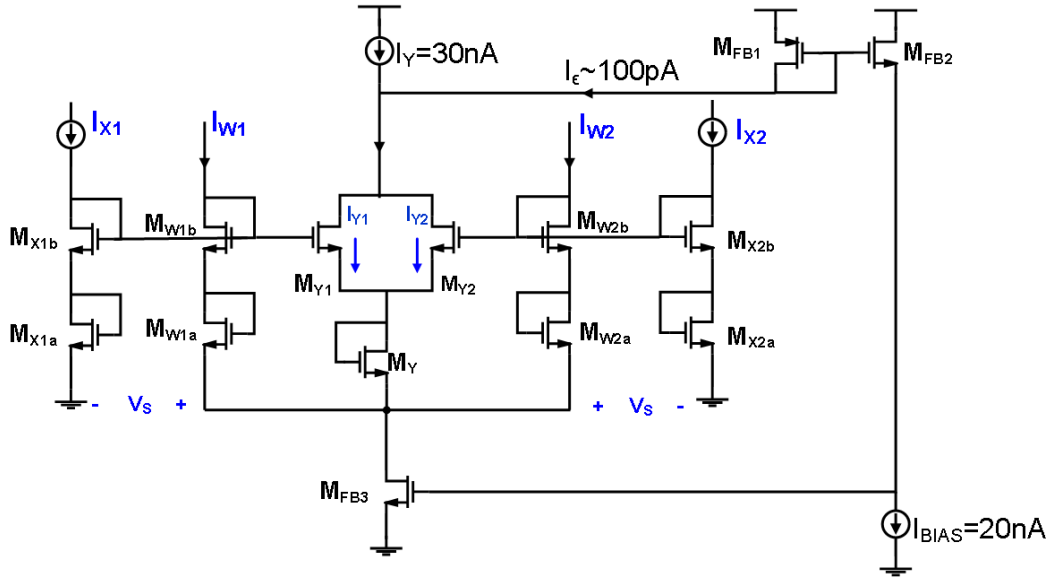 I_Y=30nA
M_FB1
M_FB2
I_ε~100pA
I_X1
I_W1
I_W2
I_X2
M_X1b
M_W1b
I_Y1
I_Y2
M_W2b
M_X2b
M_Y1
M_Y2
M_X1a
M_W1a
M_W2a
M_X2a
M_Y
- V_S +
+ V_S -
M_FB3
I_BIAS=20nA